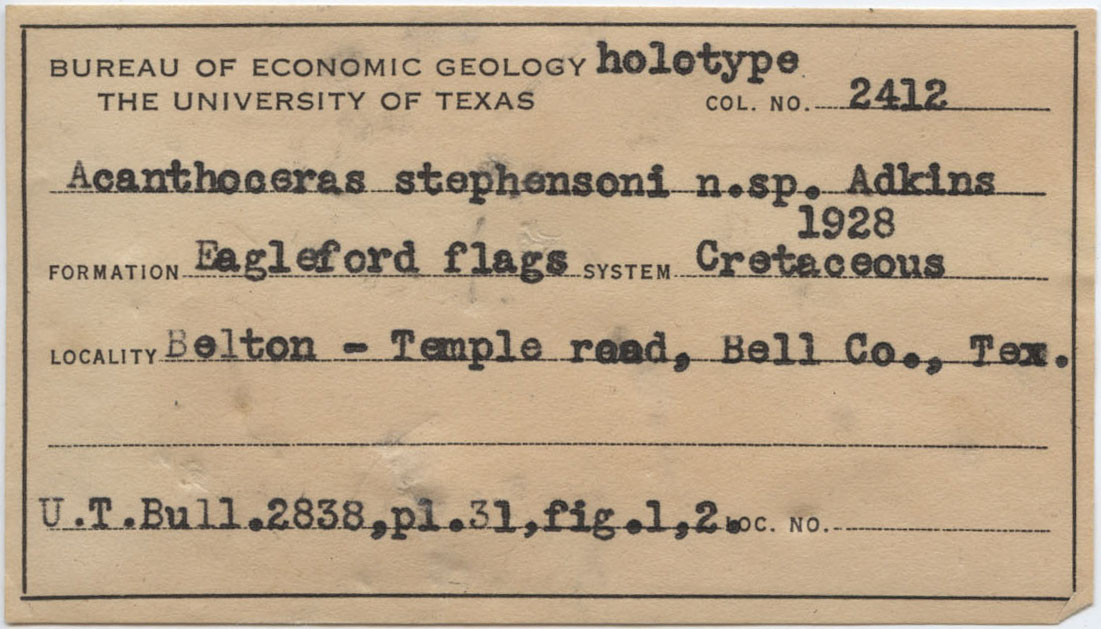 BUREAU OF ECONOMIC GEOLOGY holotype
THE UNIVERSITY OF TEXAS COL. NO. 2412
Acanthoceras stephensoni n.sp. Adkins
1928
FORMATION Eagleford flags SYSTEM Cretaceous
LOCALITY Belton - Temple road, Bell Co., Tex.
U.T.Bull.2838,pl.31,fig.1,2. LOC. NO.